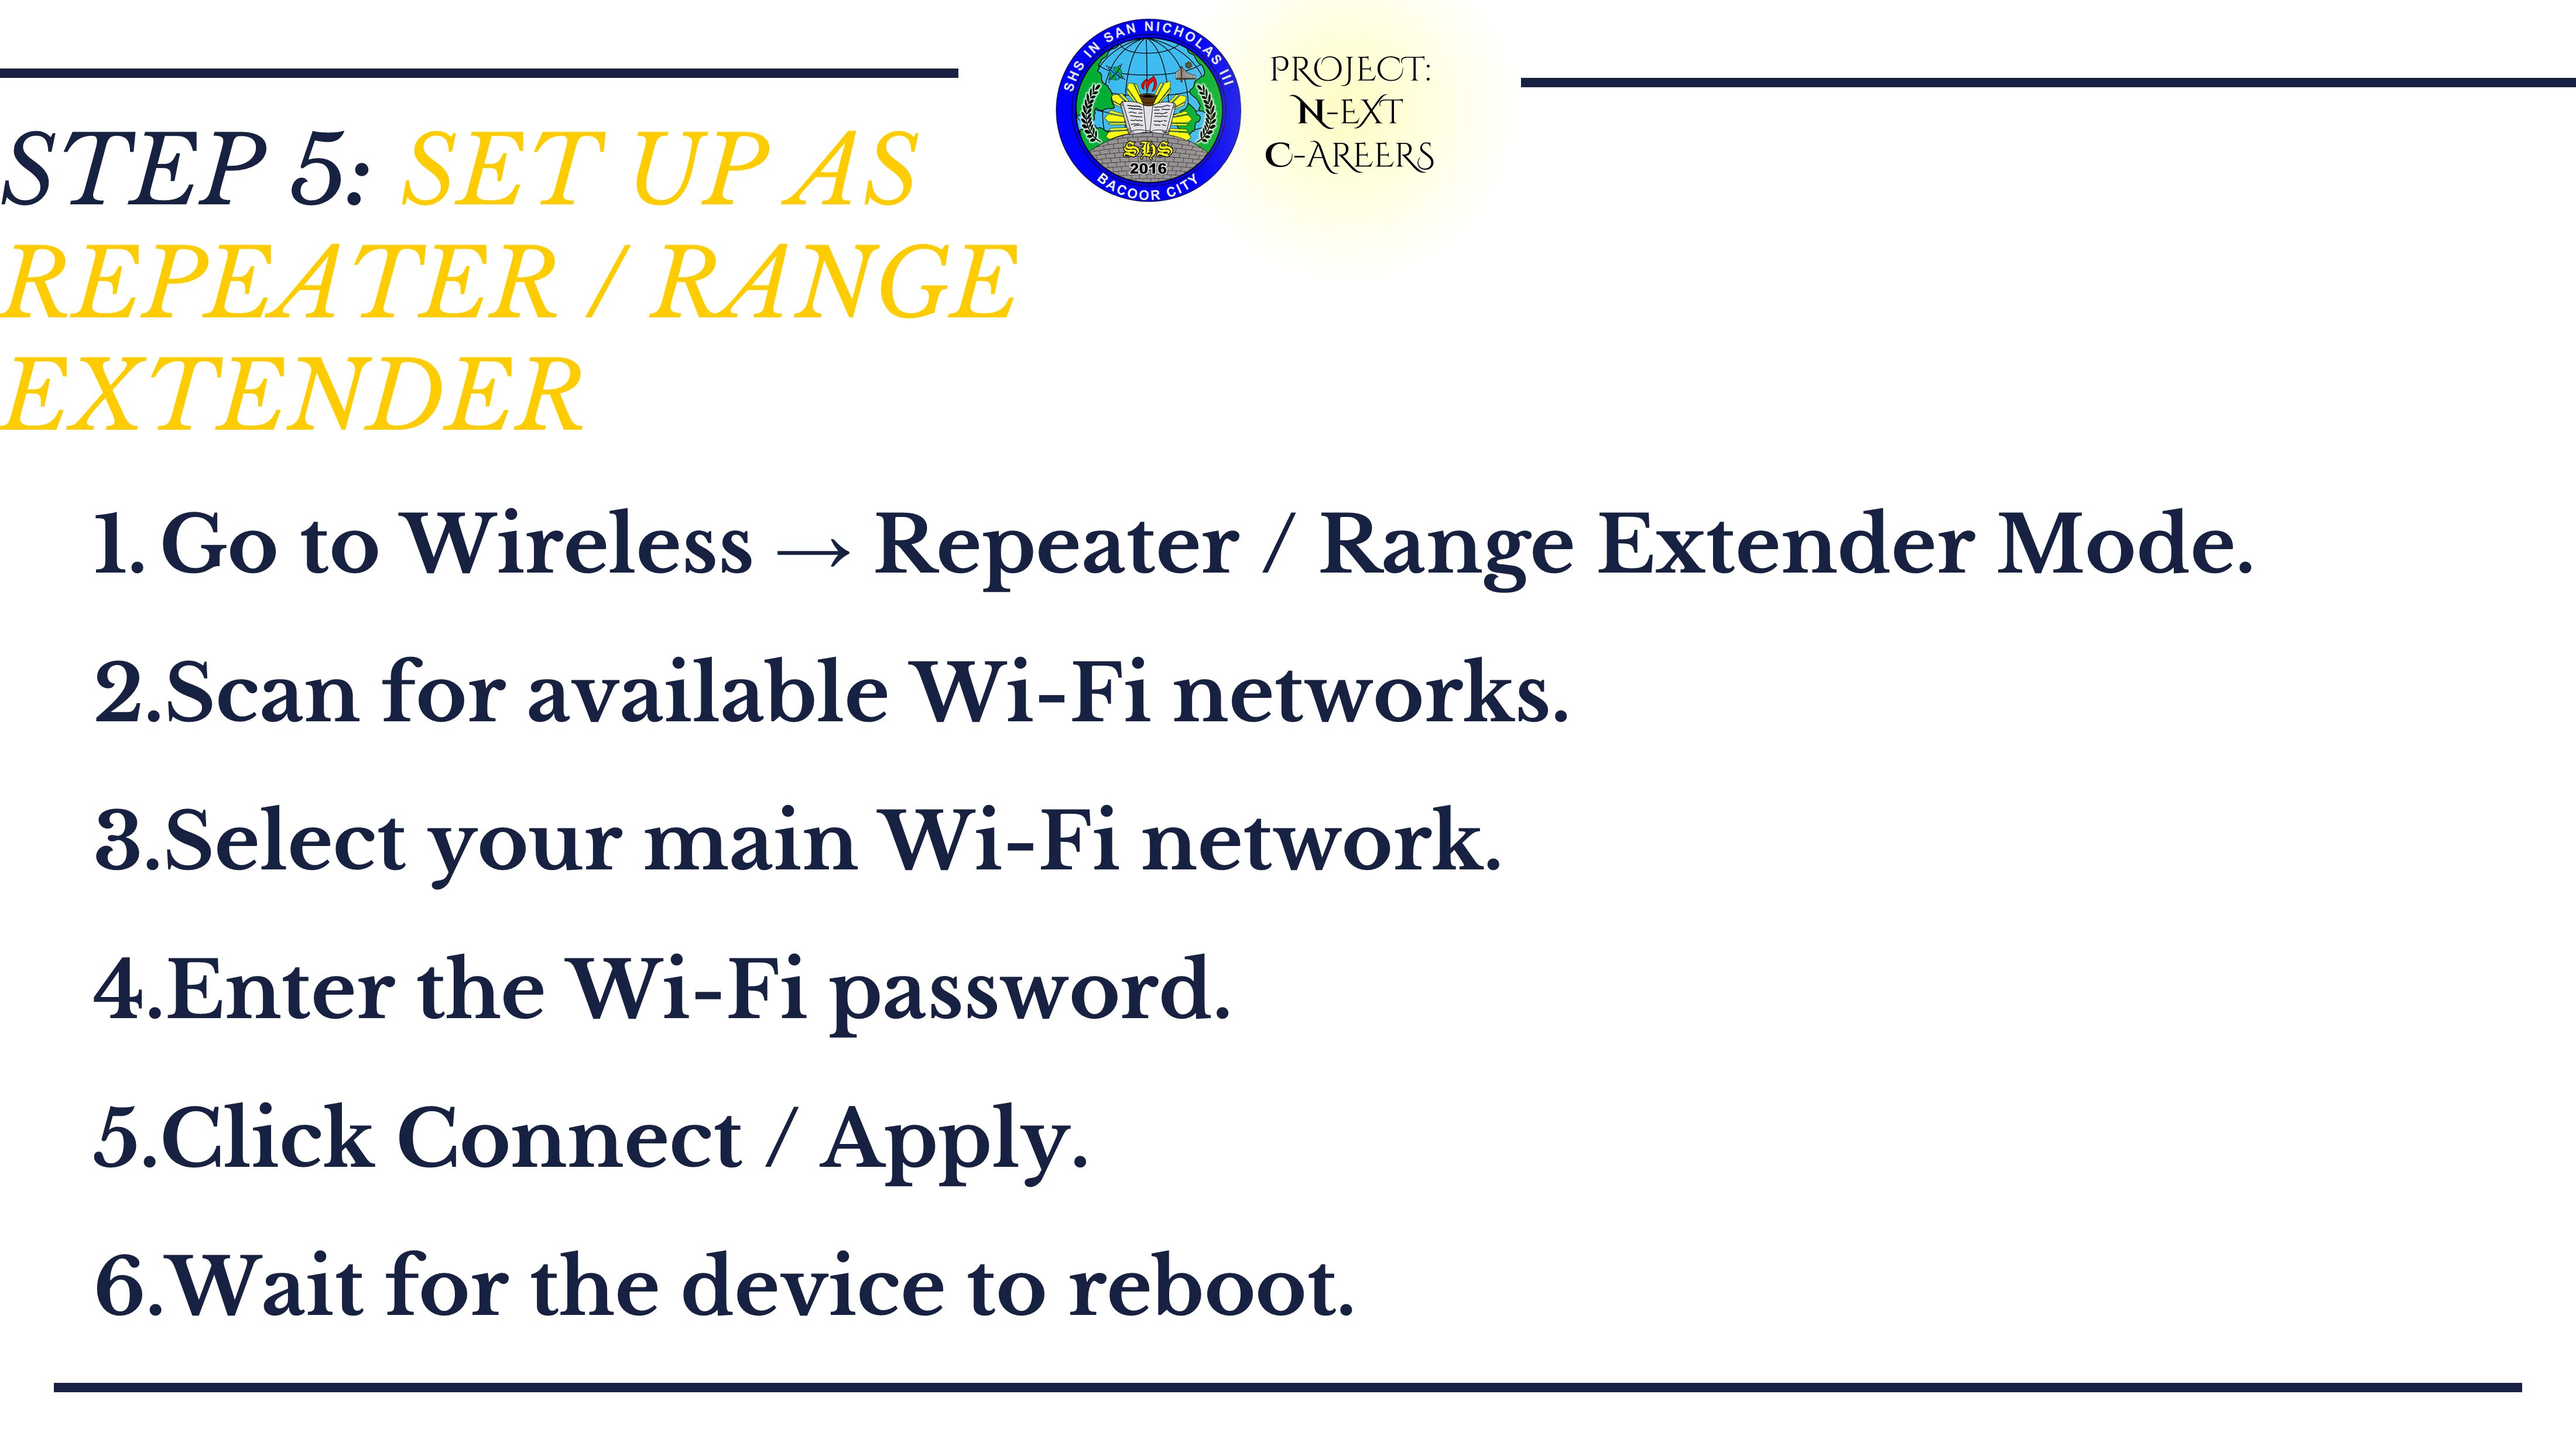 SHS IN SAN NICHOLAS III
SHS
2016
BACOOR CITY
PROJECT:
N-EXT
C-AREERS
STEP 5: SET UP AS
REPEATER / RANGE
EXTENDER
1. Go to Wireless → Repeater / Range Extender Mode.
2.Scan for available Wi-Fi networks.
3.Select your main Wi-Fi network.
4.Enter the Wi-Fi password.
5.Click Connect / Apply.
6.Wait for the device to reboot.